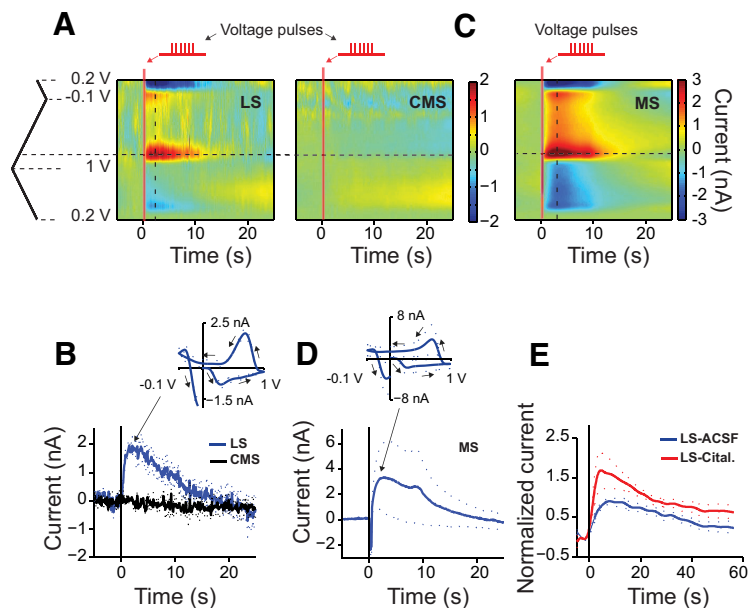 A
Voltage pulses
C
Voltage pulses
0.2 V
-0.1 V
1 V
0.2 V
LS
CMS
MS
2
1
0
−1
−2
3
2
1
0
−1
−2
−3
Current (nA)
0 10 20
Time (s)
0 10 20
Time (s)
0 10 20
Time (s)
B
2.5 nA
-0.1 V
1 V
−1.5 nA
LS
CMS
Current (nA)
2
1
0
−1
−2
0 10 20
Time (s)
D
8 nA
-0.1 V
1 V
−8 nA
MS
Current (nA)
6
4
2
0
−2
0 10 20
Time (s)
E
LS-ACSF
LS-Cital.
Normalized current
2.5
1.5
0.5
−0.5
0 20 40 60
Time (s)